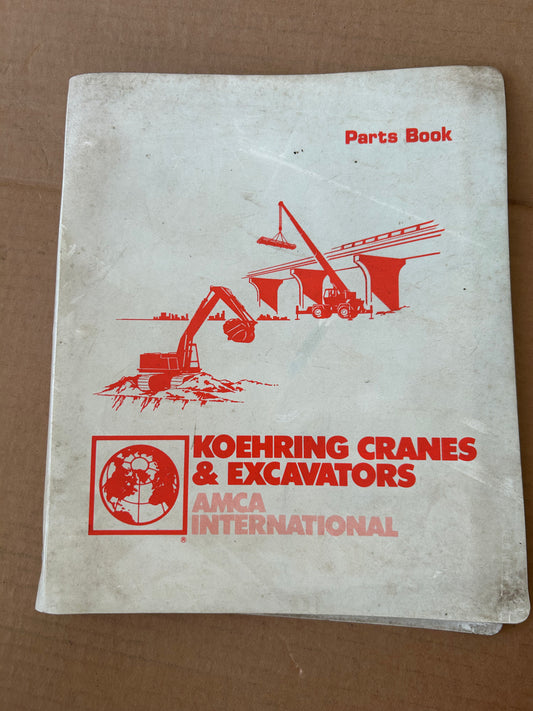 Parts Book
KOEHRING CRANES
& EXCAVATORS
AMCA
INTERNATIONAL
®